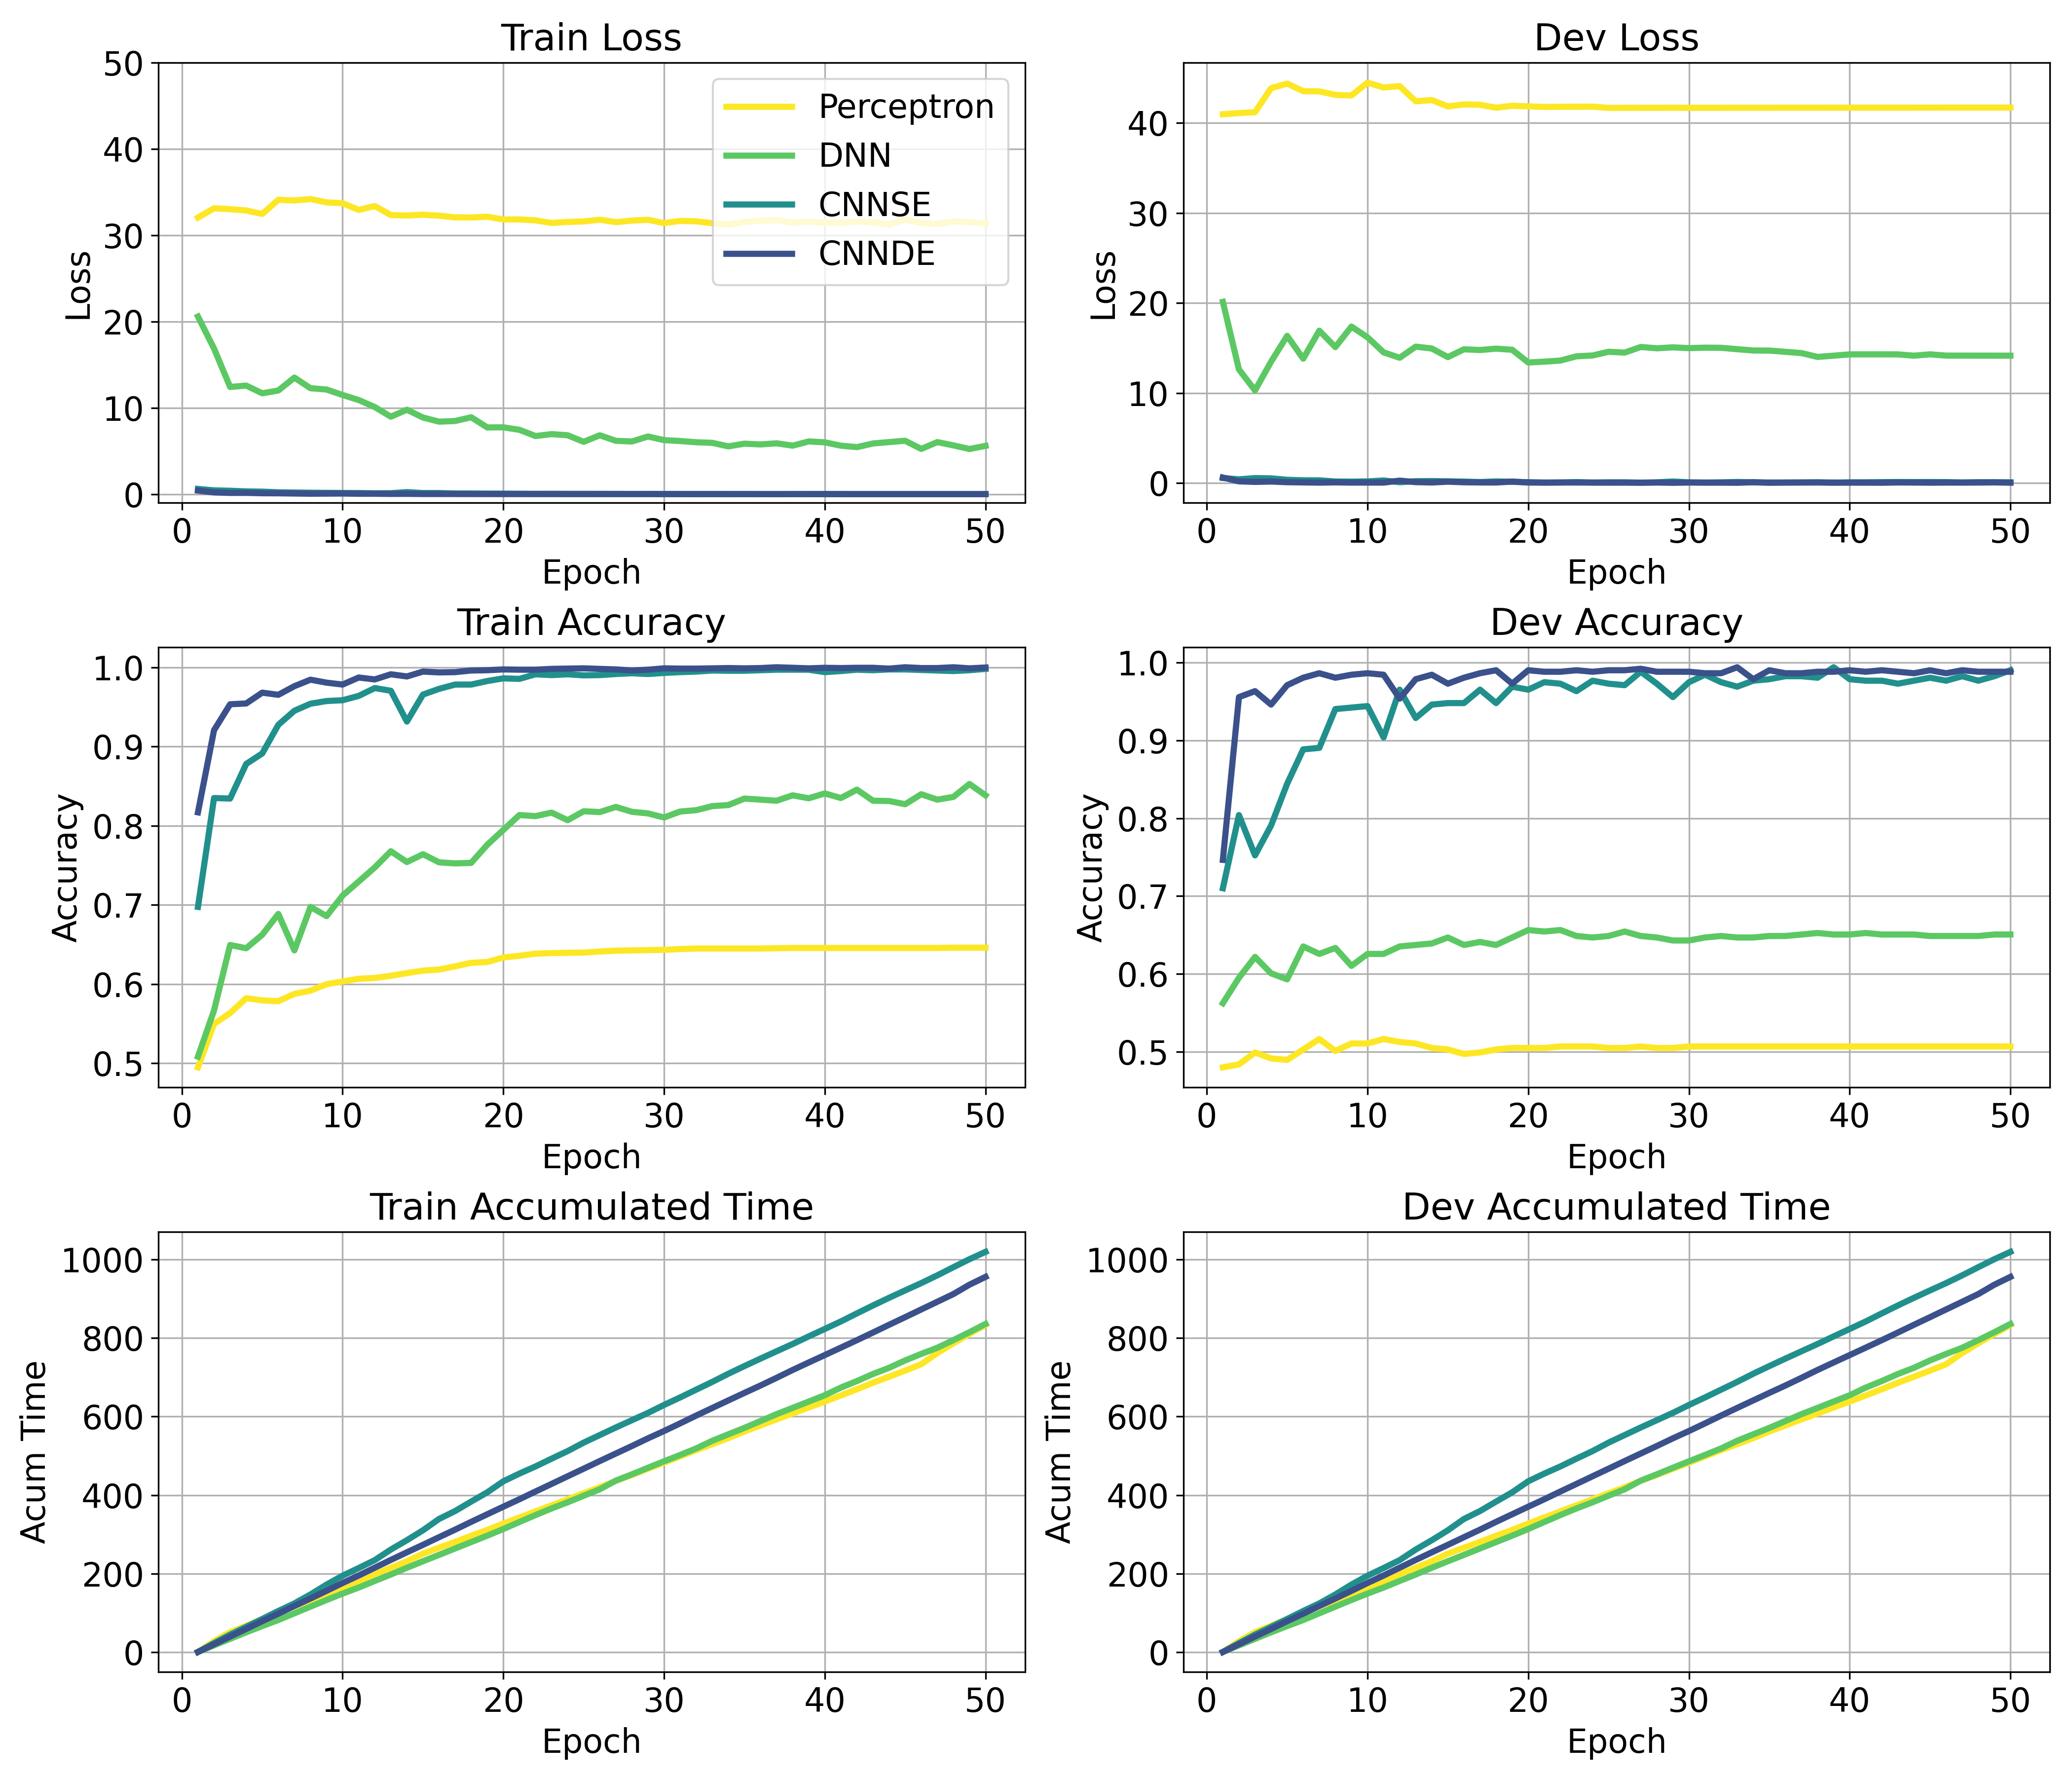 Train Loss
50
40
30
20
10
0
Loss
0 10 20 30 40 50
Epoch
Perceptron
DNN
CNNSE
CNNDE
Dev Loss
40
30
20
10
0
Loss
0 10 20 30 40 50
Epoch
Train Accuracy
1.0
0.9
0.8
0.7
0.6
0.5
Accuracy
0 10 20 30 40 50
Epoch
Dev Accuracy
1.0
0.9
0.8
0.7
0.6
0.5
Accuracy
0 10 20 30 40 50
Epoch
Train Accumulated Time
1000
800
600
400
200
0
Acum Time
0 10 20 30 40 50
Epoch
Dev Accumulated Time
1000
800
600
400
200
0
Acum Time
0 10 20 30 40 50
Epoch